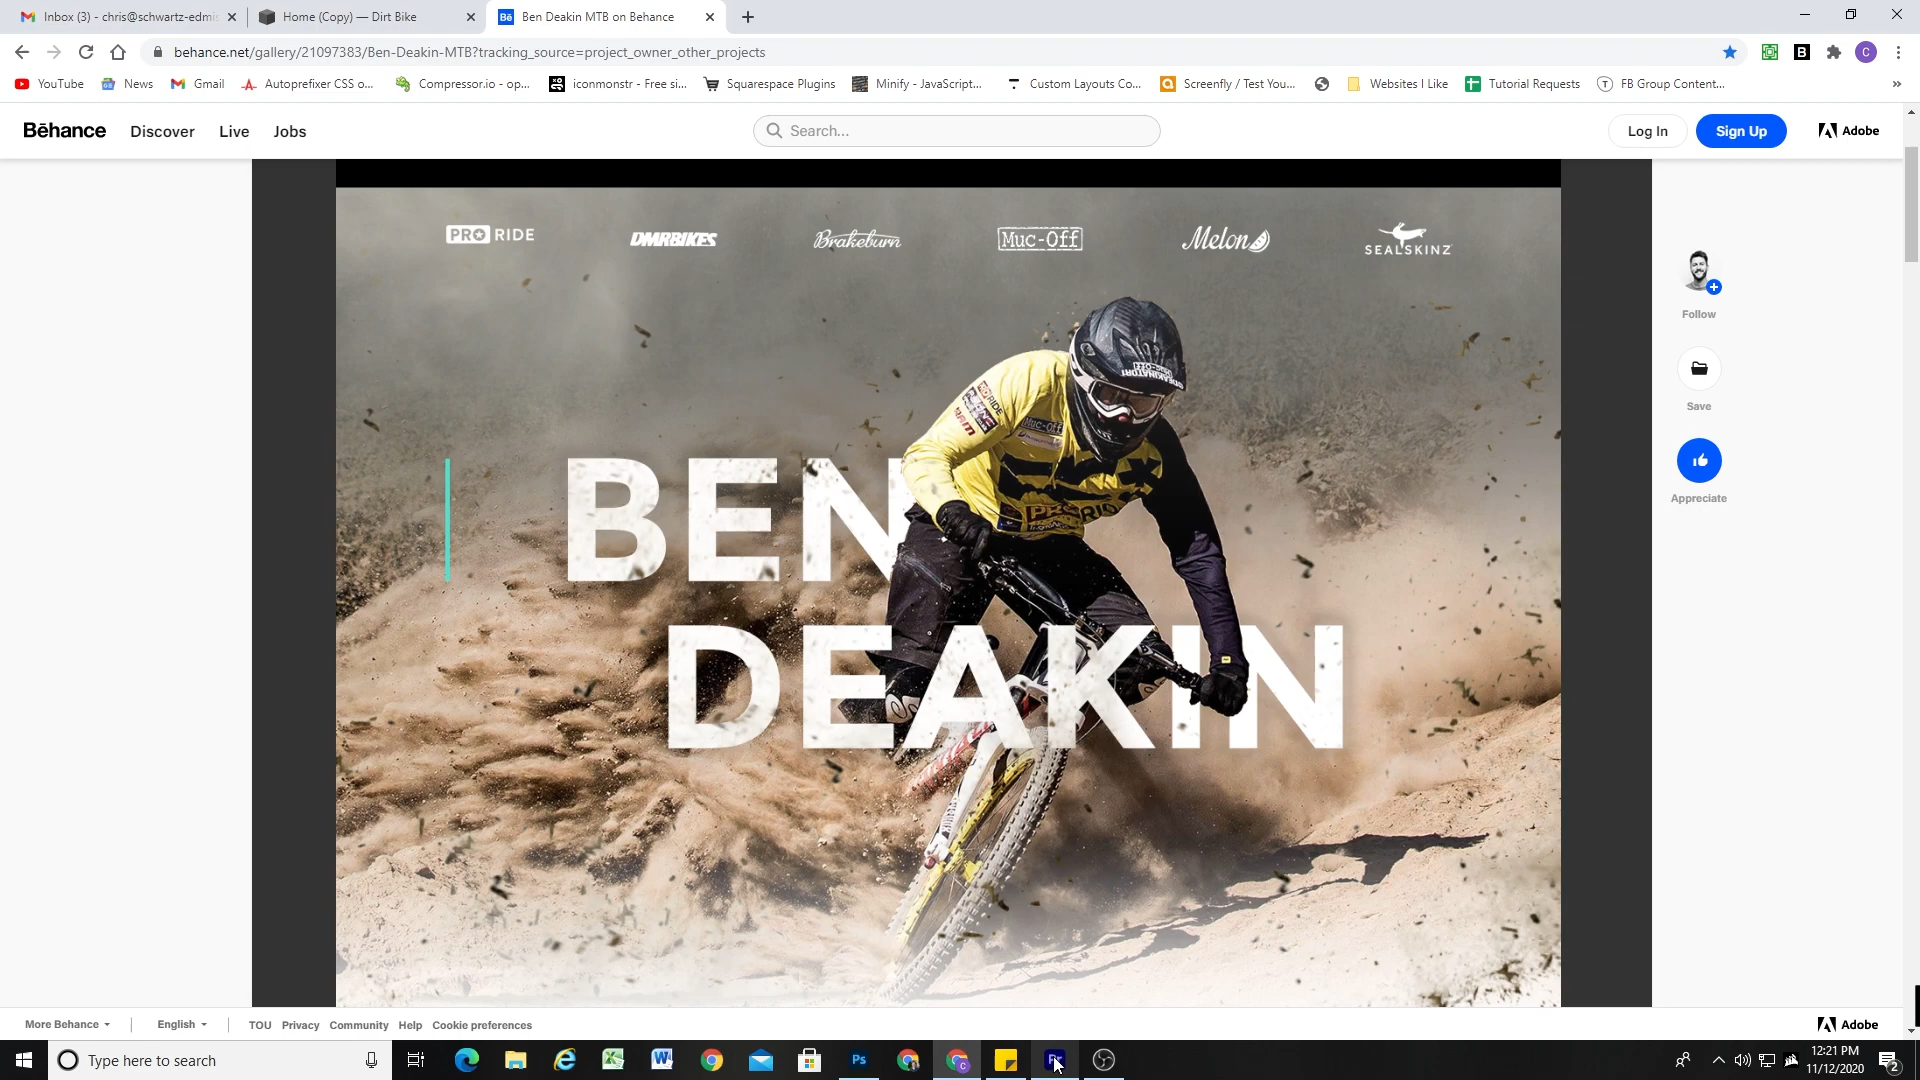 Inbox (3) - chris@schwartz-edmis
Home (Copy) — Dirt Bike
Ben Deakin MTB on Behance
behance.net/gallery/21097383/Ben-Deakin-MTB?tracking_source=project_owner_other_projects
C
YouTube
News
Gmail
Autoprefixer CSS o...
Compressor.io - op...
iconmonstr - Free si...
Squarespace Plugins
Minify - JavaScript...
Custom Layouts Co...
Screenfly / Test You...
Websites I Like
Tutorial Requests
FB Group Content...
»
Bēhance
Discover
Live
Jobs
Search...
Log In
Sign Up
Adobe
PRO RIDE
DMRBIKES
Brakeburn
Muc-Off
Melon
SEALSKINZ
BEN
DEAKIN
Follow
Save
Appreciate
More Behance
English
TOU
Privacy
Community
Help
Cookie preferences
Adobe
Type here to search
12:21 PM
11/12/2020
2